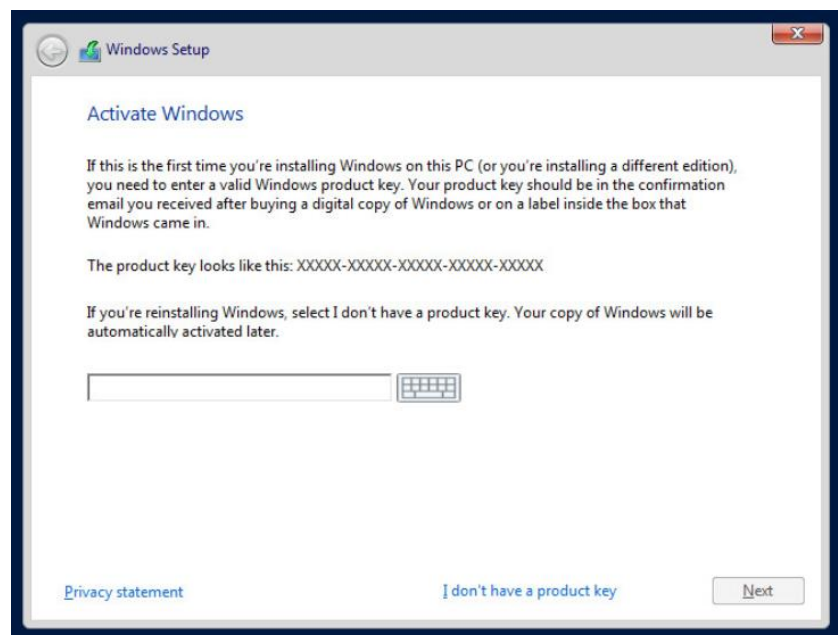 Windows Setup
Activate Windows
If this is the first time you're installing Windows on this PC (or you're installing a different edition),
you need to enter a valid Windows product key. Your product key should be in the confirmation
email you received after buying a digital copy of Windows or on a label inside the box that
Windows came in.
The product key looks like this: XXXXX-XXXXX-XXXXX-XXXXX-XXXXX
If you're reinstalling Windows, select I don't have a product key. Your copy of Windows will be
automatically activated later.
Privacy statement
I don't have a product key
Next